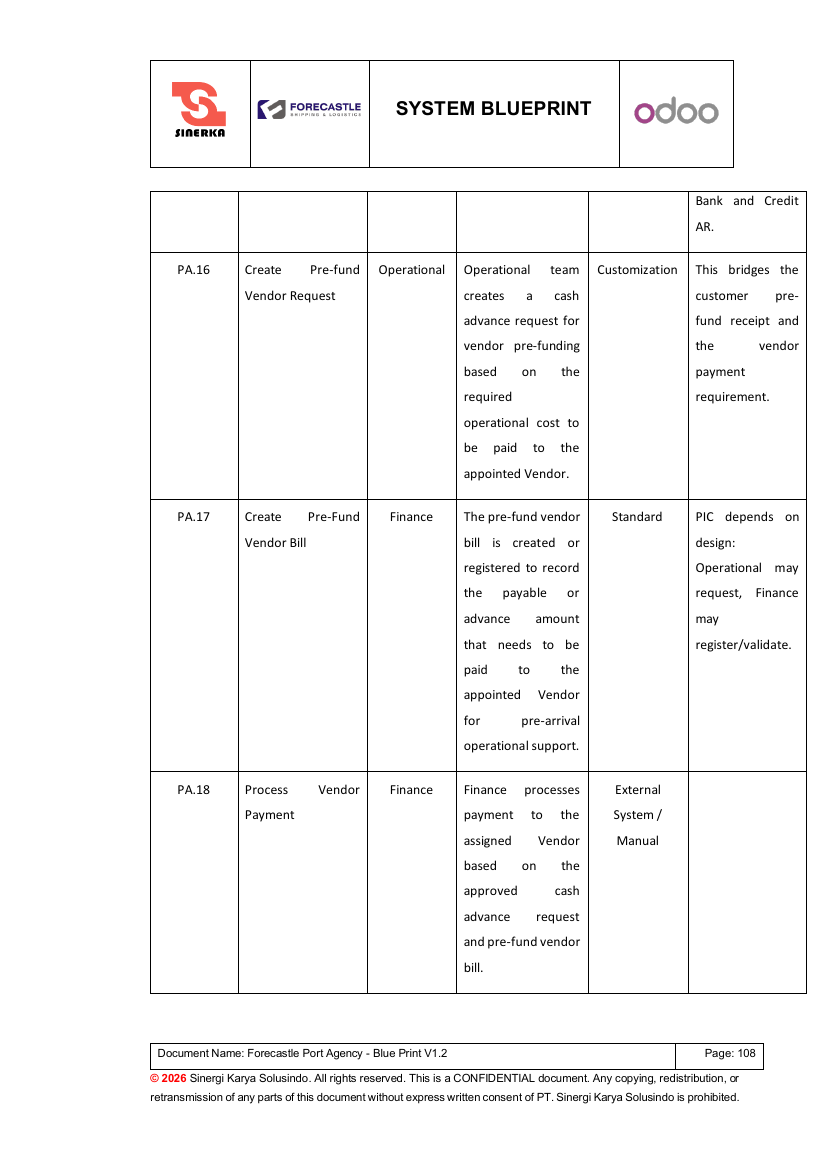 SINERKA
FORECASTLE
SHIPPING & LOGISTICS
SYSTEM BLUEPRINT
odoo
Bank and Credit
AR.
PA.16
Create Pre-fund
Vendor Request
Operational
Operational team
creates a cash
advance request for
vendor pre-funding
based on the
required
operational cost to
be paid to the
appointed Vendor.
Customization
This bridges the
customer pre-
fund receipt and
the vendor
payment
requirement.
PA.17
Create Pre-Fund
Vendor Bill
Finance
The pre-fund vendor
bill is created or
registered to record
the payable or
advance amount
that needs to be
paid to the
appointed Vendor
for pre-arrival
operational support.
Standard
PIC depends on
design:
Operational may
request, Finance
may
register/validate.
PA.18
Process Vendor
Payment
Finance
Finance processes
payment to the
assigned Vendor
based on the
approved cash
advance request
and pre-fund vendor
bill.
External
System /
Manual
Document Name: Forecastle Port Agency - Blue Print V1.2
Page: 108
© 2026 Sinergi Karya Solusindo. All rights reserved. This is a CONFIDENTIAL document. Any copying, redistribution, or
retransmission of any parts of this document without express written consent of PT. Sinergi Karya Solusindo is prohibited.